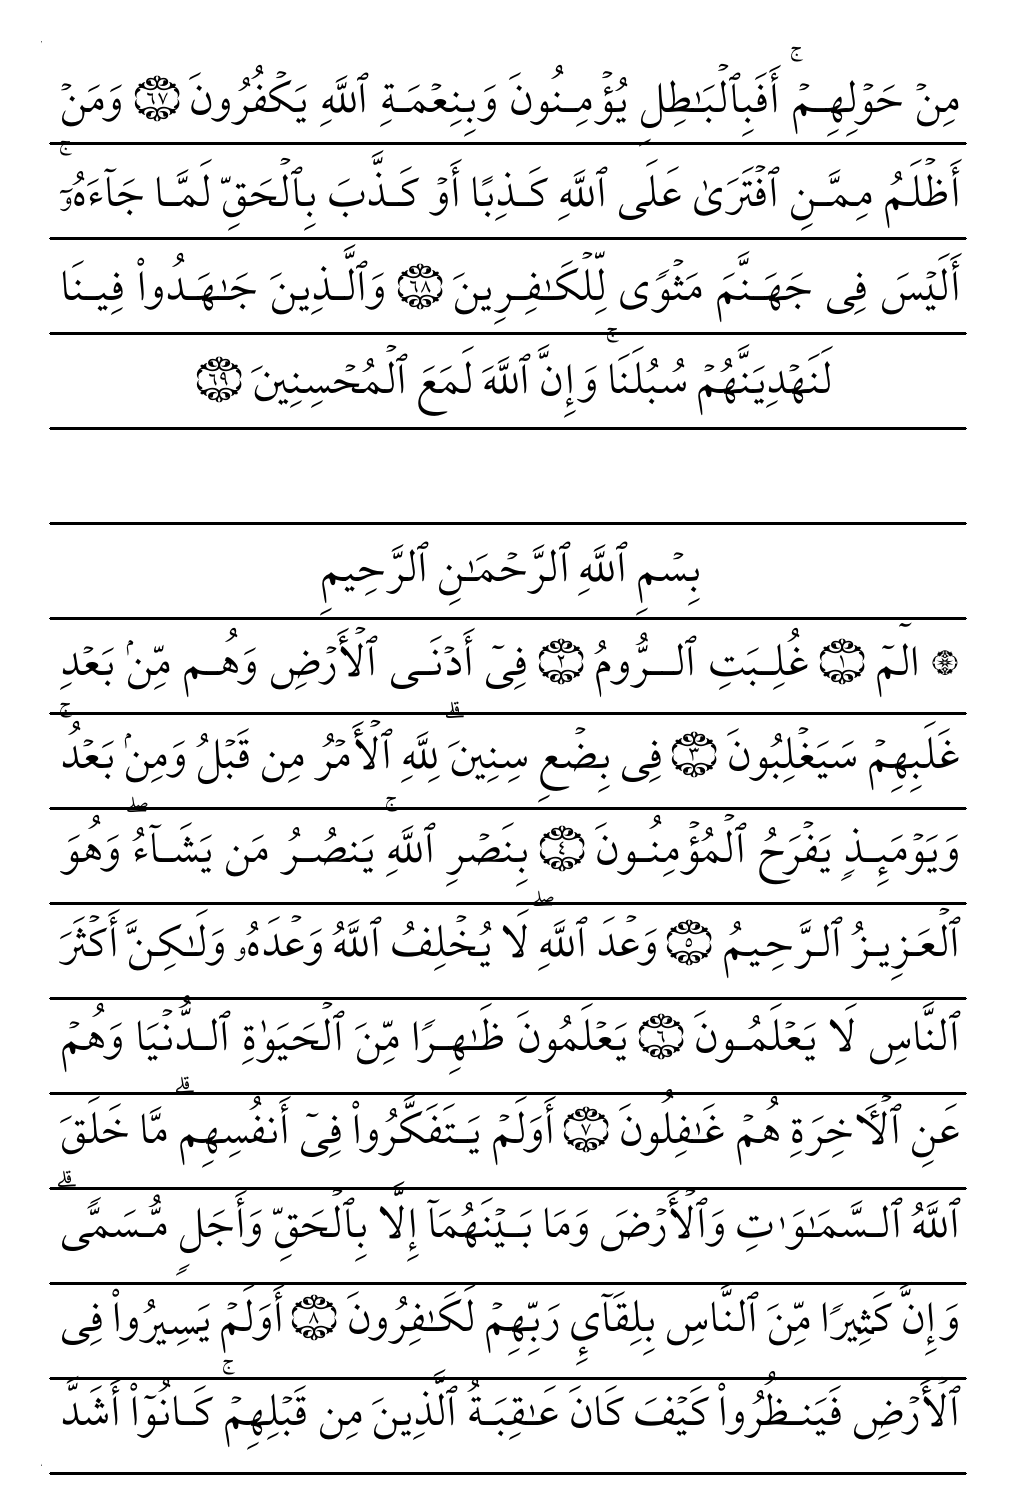 مِنْ حَوْلِهِمْ ۚ أَفَبِٱلْبَـٰطِلِ يُؤْمِنُونَ وَبِنِعْمَةِ ٱللَّهِ يَكْفُرُونَ ۝٦٧ وَمَنْ
أَظْلَمُ مِمَّنِ ٱفْتَرَىٰ عَلَى ٱللَّهِ كَذِبًا أَوْ كَذَّبَ بِٱلْحَقِّ لَمَّا جَآءَهُۥٓ ۚ
أَلَيْسَ فِى جَهَنَّمَ مَثْوًى لِّلْكَـٰفِرِينَ ۝٦٨ وَٱلَّذِينَ جَـٰهَدُوا۟ فِينَا
لَنَهْدِيَنَّهُمْ سُبُلَنَا ۚ وَإِنَّ ٱللَّهَ لَمَعَ ٱلْمُحْسِنِينَ ۝٦٩
بِسْمِ ٱللَّهِ ٱلرَّحْمَـٰنِ ٱلرَّحِيمِ
۞ الٓمٓ ۝١ غُلِبَتِ ٱلرُّومُ ۝٢ فِىٓ أَدْنَى ٱلْأَرْضِ وَهُم مِّنۢ بَعْدِ
غَلَبِهِمْ سَيَغْلِبُونَ ۝٣ فِى بِضْعِ سِنِينَ ۗ لِلَّهِ ٱلْأَمْرُ مِن قَبْلُ وَمِنۢ بَعْدُ ۚ
وَيَوْمَئِذٍ يَفْرَحُ ٱلْمُؤْمِنُونَ ۝٤ بِنَصْرِ ٱللَّهِ ۚ يَنصُرُ مَن يَشَآءُ ۖ وَهُوَ
ٱلْعَزِيزُ ٱلرَّحِيمُ ۝٥ وَعْدَ ٱللَّهِ ۖ لَا يُخْلِفُ ٱللَّهُ وَعْدَهُۥ وَلَـٰكِنَّ أَكْثَرَ
ٱلنَّاسِ لَا يَعْلَمُونَ ۝٦ يَعْلَمُونَ ظَـٰهِرًا مِّنَ ٱلْحَيَوٰةِ ٱلدُّنْيَا وَهُمْ
عَنِ ٱلْـَٔاخِرَةِ هُمْ غَـٰفِلُونَ ۝٧ أَوَلَمْ يَتَفَكَّرُوا۟ فِىٓ أَنفُسِهِم ۗ مَّا خَلَقَ
ٱللَّهُ ٱلسَّمَـٰوَٰتِ وَٱلْأَرْضَ وَمَا بَيْنَهُمَآ إِلَّا بِٱلْحَقِّ وَأَجَلٍ مُّسَمًّى ۗ
وَإِنَّ كَثِيرًا مِّنَ ٱلنَّاسِ بِلِقَآئِ رَبِّهِمْ لَكَـٰفِرُونَ ۝٨ أَوَلَمْ يَسِيرُوا۟ فِى
ٱلْأَرْضِ فَيَنظُرُوا۟ كَيْفَ كَانَ عَـٰقِبَةُ ٱلَّذِينَ مِن قَبْلِهِمْ ۚ كَانُوٓا۟ أَشَدَّ